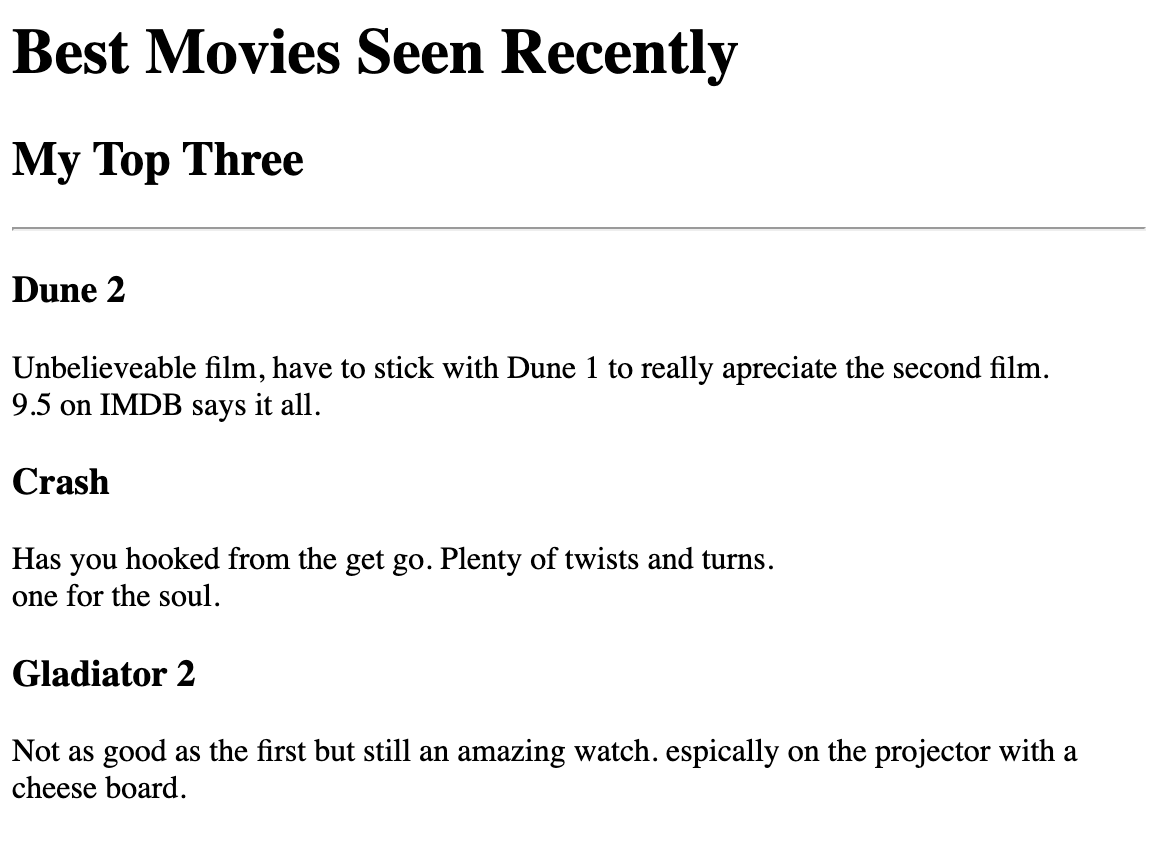 Best Movies Seen Recently
My Top Three
Dune 2
Unbelieveable film, have to stick with Dune 1 to really apreciate the second film.
9.5 on IMDB says it all.
Crash
Has you hooked from the get go. Plenty of twists and turns.
one for the soul.
Gladiator 2
Not as good as the first but still an amazing watch. espically on the projector with a
cheese board.